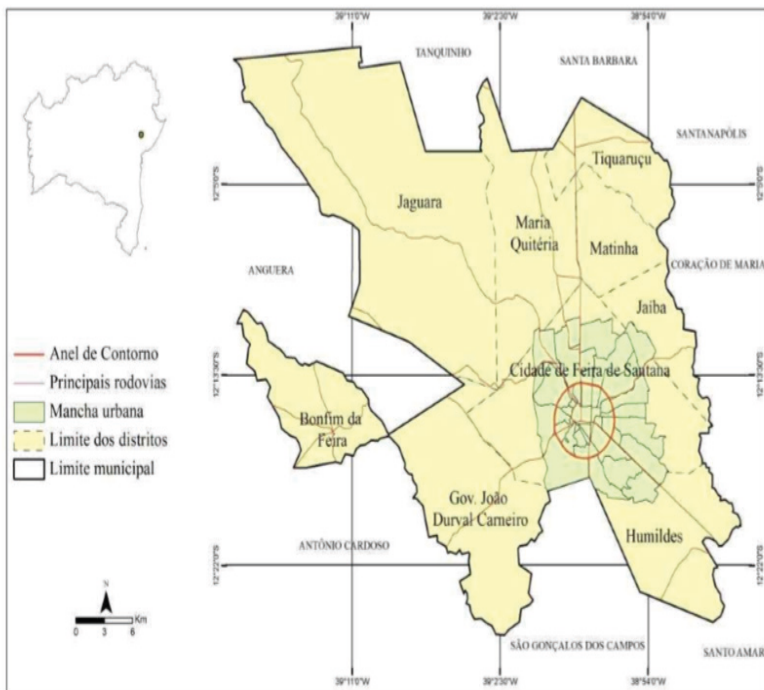 39°11'0"W
39°2'30"W
38°54'0"W
TANQUINHO
SANTA BARBARA
SANTANAPÓLIS
Tiquaruçu
12°5'0"S
12°5'0"S
Jaguara
Maria
Quitéria
Matinha
ANGUERA
CORAÇÃO DE MARIA
Jaíba
Anel de Contorno
Principais rodovias
Mancha urbana
Limite dos distritos
Limite municipal
12°13'30"S
12°13'30"S
Cidade de Feira de Santana
Bonfim da
Feira
Gov. João
Durval Carneiro
Humildes
ANTÔNIO CARDOSO
12°22'0"S
12°22'0"S
N
0 3 6 Km
SÃO GONÇALOS DOS CAMPOS
SANTO AMAR
39°11'0"W
39°2'30"W
38°54'0"W